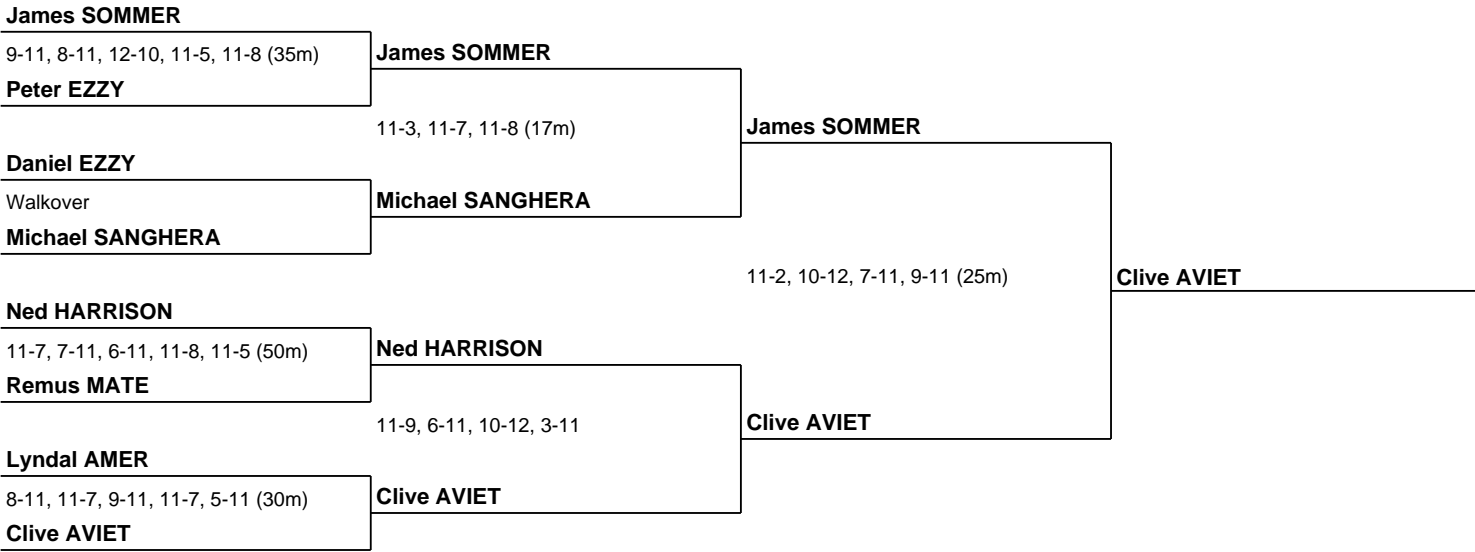 James SOMMER
9-11, 8-11, 12-10, 11-5, 11-8 (35m)
James SOMMER
Peter EZZY
11-3, 11-7, 11-8 (17m)
James SOMMER
Daniel EZZY
Walkover
Michael SANGHERA
Michael SANGHERA
11-2, 10-12, 7-11, 9-11 (25m)
Clive AVIET
Ned HARRISON
11-7, 7-11, 6-11, 11-8, 11-5 (50m)
Ned HARRISON
Remus MATE
11-9, 6-11, 10-12, 3-11
Clive AVIET
Lyndal AMER
8-11, 11-7, 9-11, 11-7, 5-11 (30m)
Clive AVIET
Clive AVIET